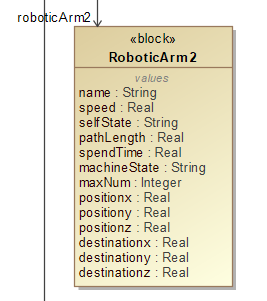 roboticArm2
«block»
RoboticArm2
values
name : String
speed : Real
selfState : String
pathLength : Real
spendTime : Real
machineState : String
maxNum : Integer
positionx : Real
positiony : Real
positionz : Real
destinationx : Real
destinationy : Real
destinationz : Real